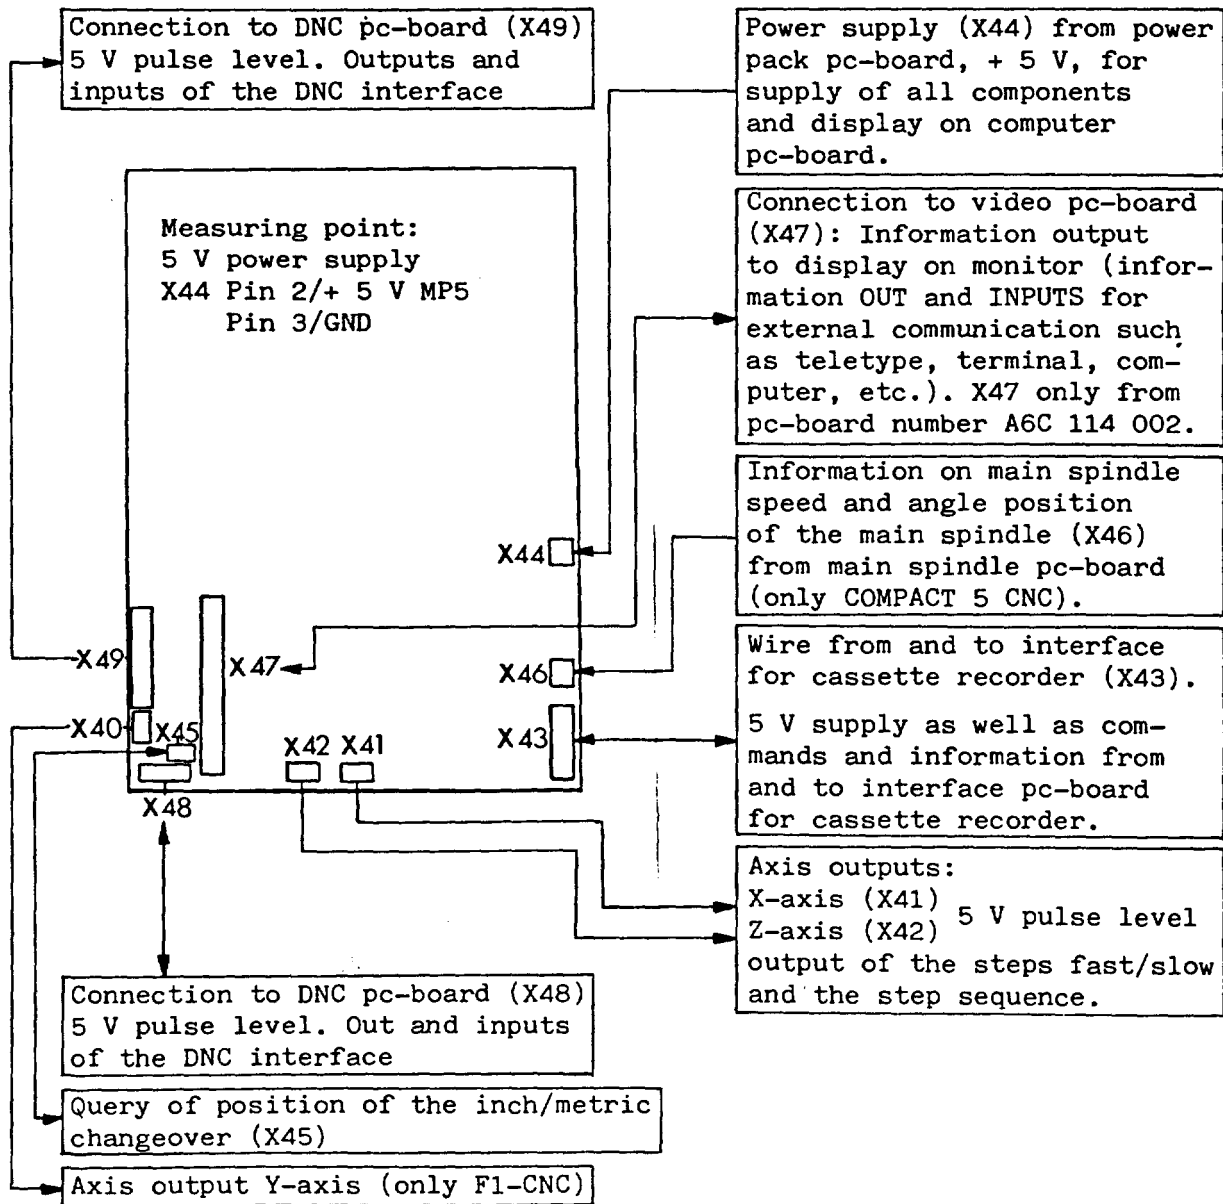 Connection to DNC pc-board (X49)
5 V pulse level. Outputs and
inputs of the DNC interface
Power supply (X44) from power
pack pc-board, + 5 V, for
supply of all components
and display on computer
pc-board.
Measuring point:
5 V power supply
X44 Pin 2/+ 5 V MP5
Pin 3/GND
Connection to video pc-board
(X47): Information output
to display on monitor (infor-
mation OUT and INPUTS for
external communication such
as teletype, terminal, com-
puter, etc.). X47 only from
pc-board number A6C 114 002.
Information on main spindle
speed and angle position
of the main spindle (X46)
from main spindle pc-board
(only COMPACT 5 CNC).
Wire from and to interface
for cassette recorder (X43).
5 V supply as well as com-
mands and information from
and to interface pc-board
for cassette recorder.
Axis outputs:
X-axis (X41)
Z-axis (X42)
5 V pulse level
output of the steps fast/slow
and the step sequence.
X44
X49
X47
X46
X40
X45
X42
X41
X43
X48
Connection to DNC pc-board (X48)
5 V pulse level. Out and inputs
of the DNC interface
Query of position of the inch/metric
changeover (X45)
Axis output Y-axis (only F1-CNC)